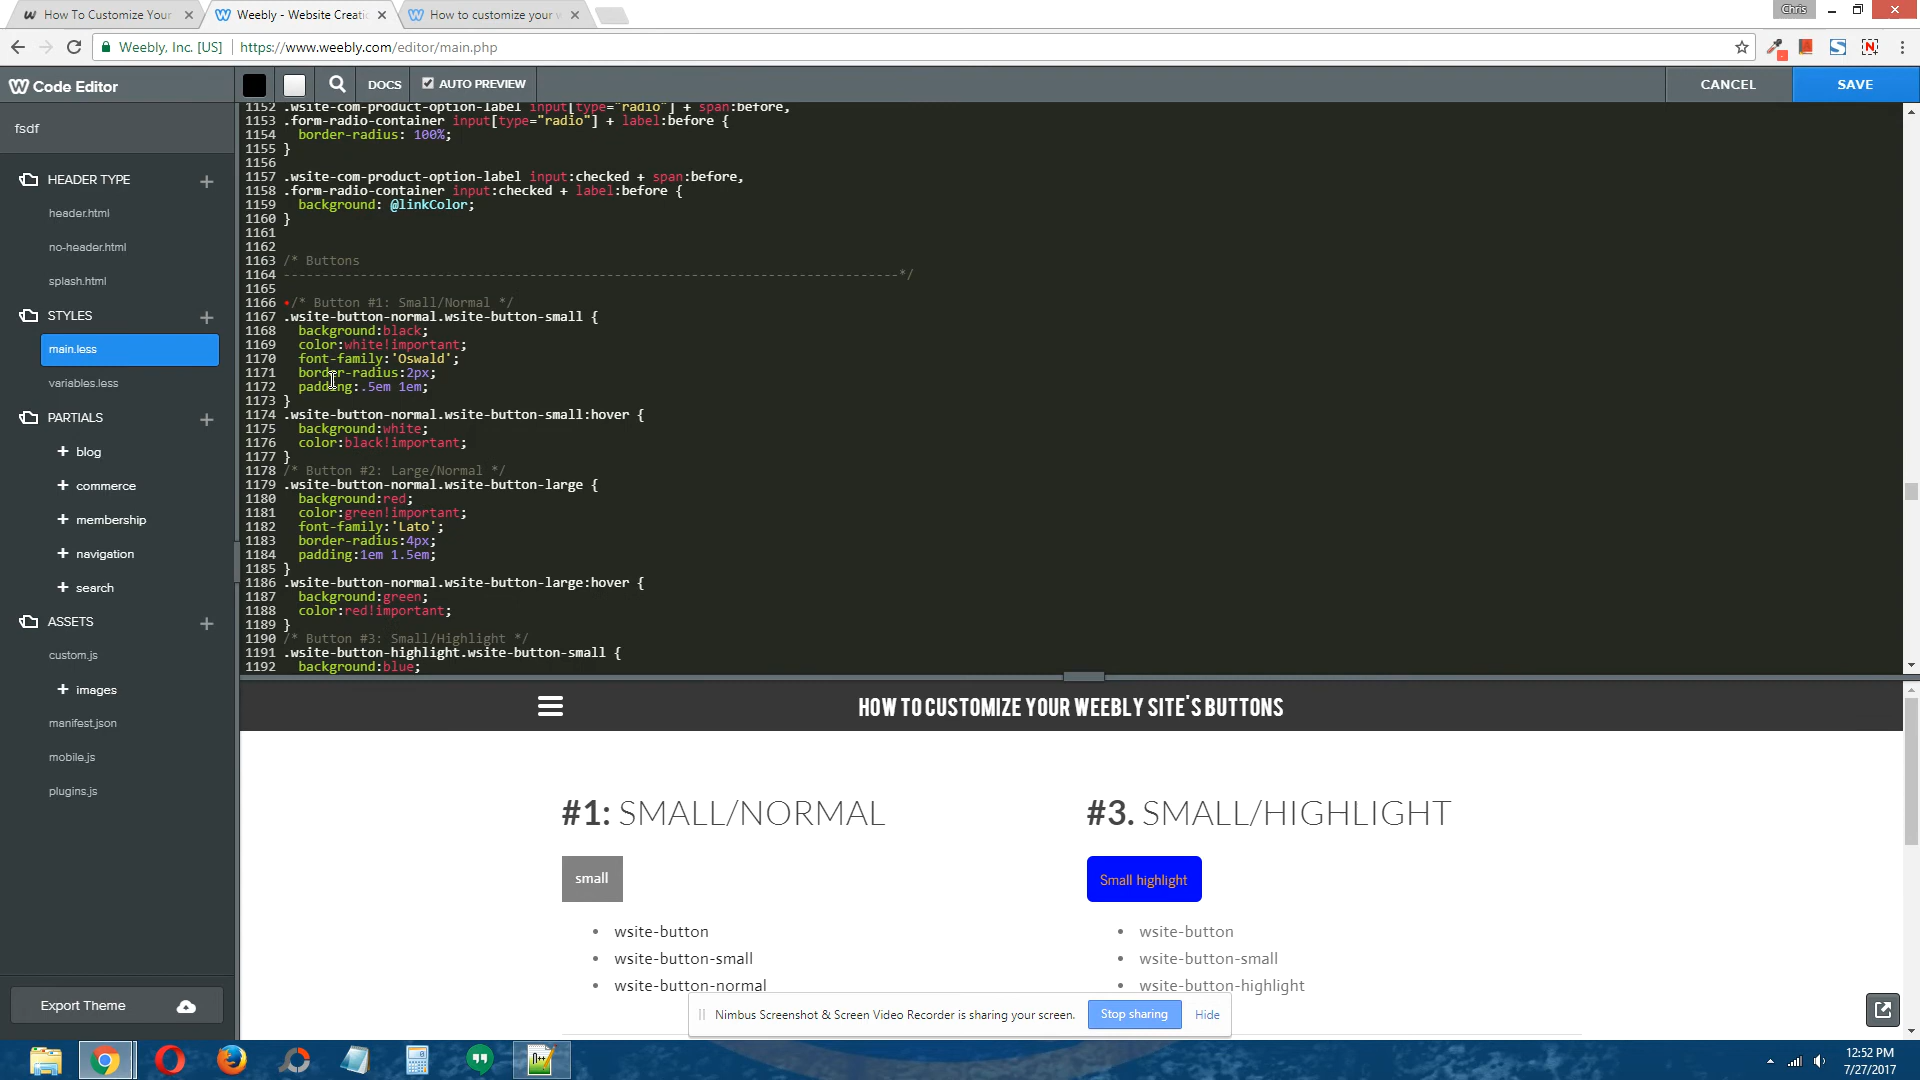 How To Customize Your
Weebly - Website Creatio
How to customize your w
Chris
Weebly, Inc. [US]
https://www.weebly.com/editor/main.php
Code Editor
DOCS
AUTO PREVIEW
CANCEL
SAVE
fsdf
HEADER TYPE
header.html
no-header.html
splash.html
STYLES
main.less
variables.less
PARTIALS
blog
commerce
membership
navigation
search
ASSETS
custom.js
images
manifest.json
mobile.js
plugins.js
Export Theme
1152 .wsite-com-product-option-label input[type="radio"] + span:before,
1153 .form-radio-container input[type="radio"] + label:before {
1154 border-radius: 100%;
1155 }
1156
1157 .wsite-com-product-option-label input:checked + span:before,
1158 .form-radio-container input:checked + label:before {
1159 background: @linkColor;
1160 }
1161
1162
1163 /* Buttons
1164 --------------------------------------------------------------------------------*/
1165
1166 /* Button #1: Small/Normal */
1167 .wsite-button-normal.wsite-button-small {
1168 background:black;
1169 color:white!important;
1170 font-family:'Oswald';
1171 border-radius:2px;
1172 padding:.5em 1em;
1173 }
1174 .wsite-button-normal.wsite-button-small:hover {
1175 background:white;
1176 color:black!important;
1177 }
1178 /* Button #2: Large/Normal */
1179 .wsite-button-normal.wsite-button-large {
1180 background:red;
1181 color:green!important;
1182 font-family:'Lato';
1183 border-radius:4px;
1184 padding:1em 1.5em;
1185 }
1186 .wsite-button-normal.wsite-button-large:hover {
1187 background:green;
1188 color:red!important;
1189 }
1190 /* Button #3: Small/Highlight */
1191 .wsite-button-highlight.wsite-button-small {
1192 background:blue;
HOW TO CUSTOMIZE YOUR WEEBLY SITE'S BUTTONS
#1: SMALL/NORMAL
small
wsite-button
wsite-button-small
wsite-button-normal
#3. SMALL/HIGHLIGHT
Small highlight
wsite-button
wsite-button-small
wsite-button-highlight
Nimbus Screenshot & Screen Video Recorder is sharing your screen.
Stop sharing
Hide
12:52 PM
7/27/2017